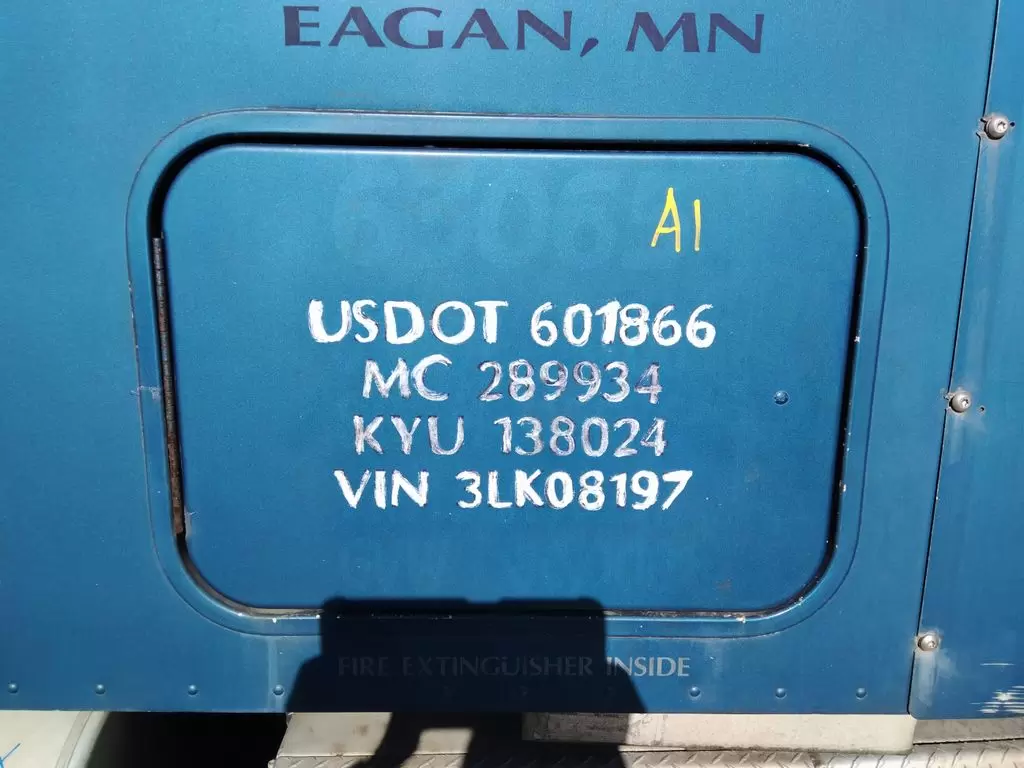 EAGAN, MN
A1
USDOT 601866
MC 289934
KYU 138024
VIN 3LK08197
FIRE EXTINGUISHER INSIDE